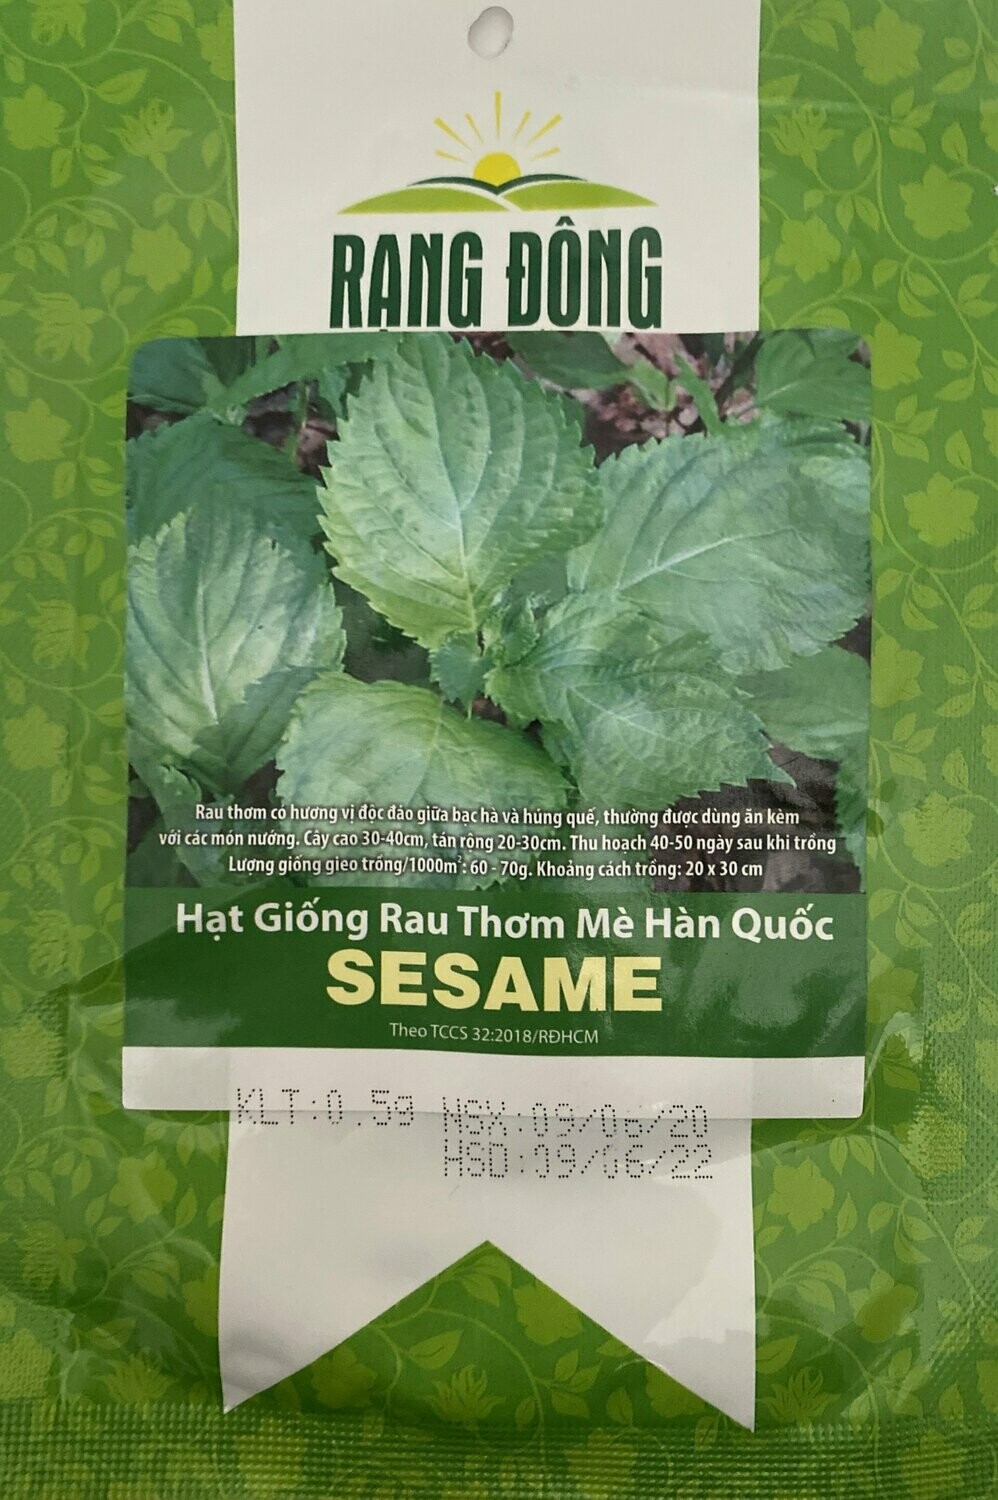 RẠNG ĐÔNG
Rau thơm có hương vị độc đáo giữa bạc hà và húng quế, thường được dùng ăn kèm
với các món nướng. Cây cao 30-40cm, tán rộng 20-30cm. Thu hoạch 40-50 ngày sau khi trồng
Lượng giống gieo trồng/1000m²: 60 - 70g. Khoảng cách trồng: 20 x 30 cm
Hạt Giống Rau Thơm Mè Hàn Quốc
SESAME
Theo TCCS 32:2018/RĐHCM
KLT:0.5g NSX:09/06/20
HSD:09/06/22